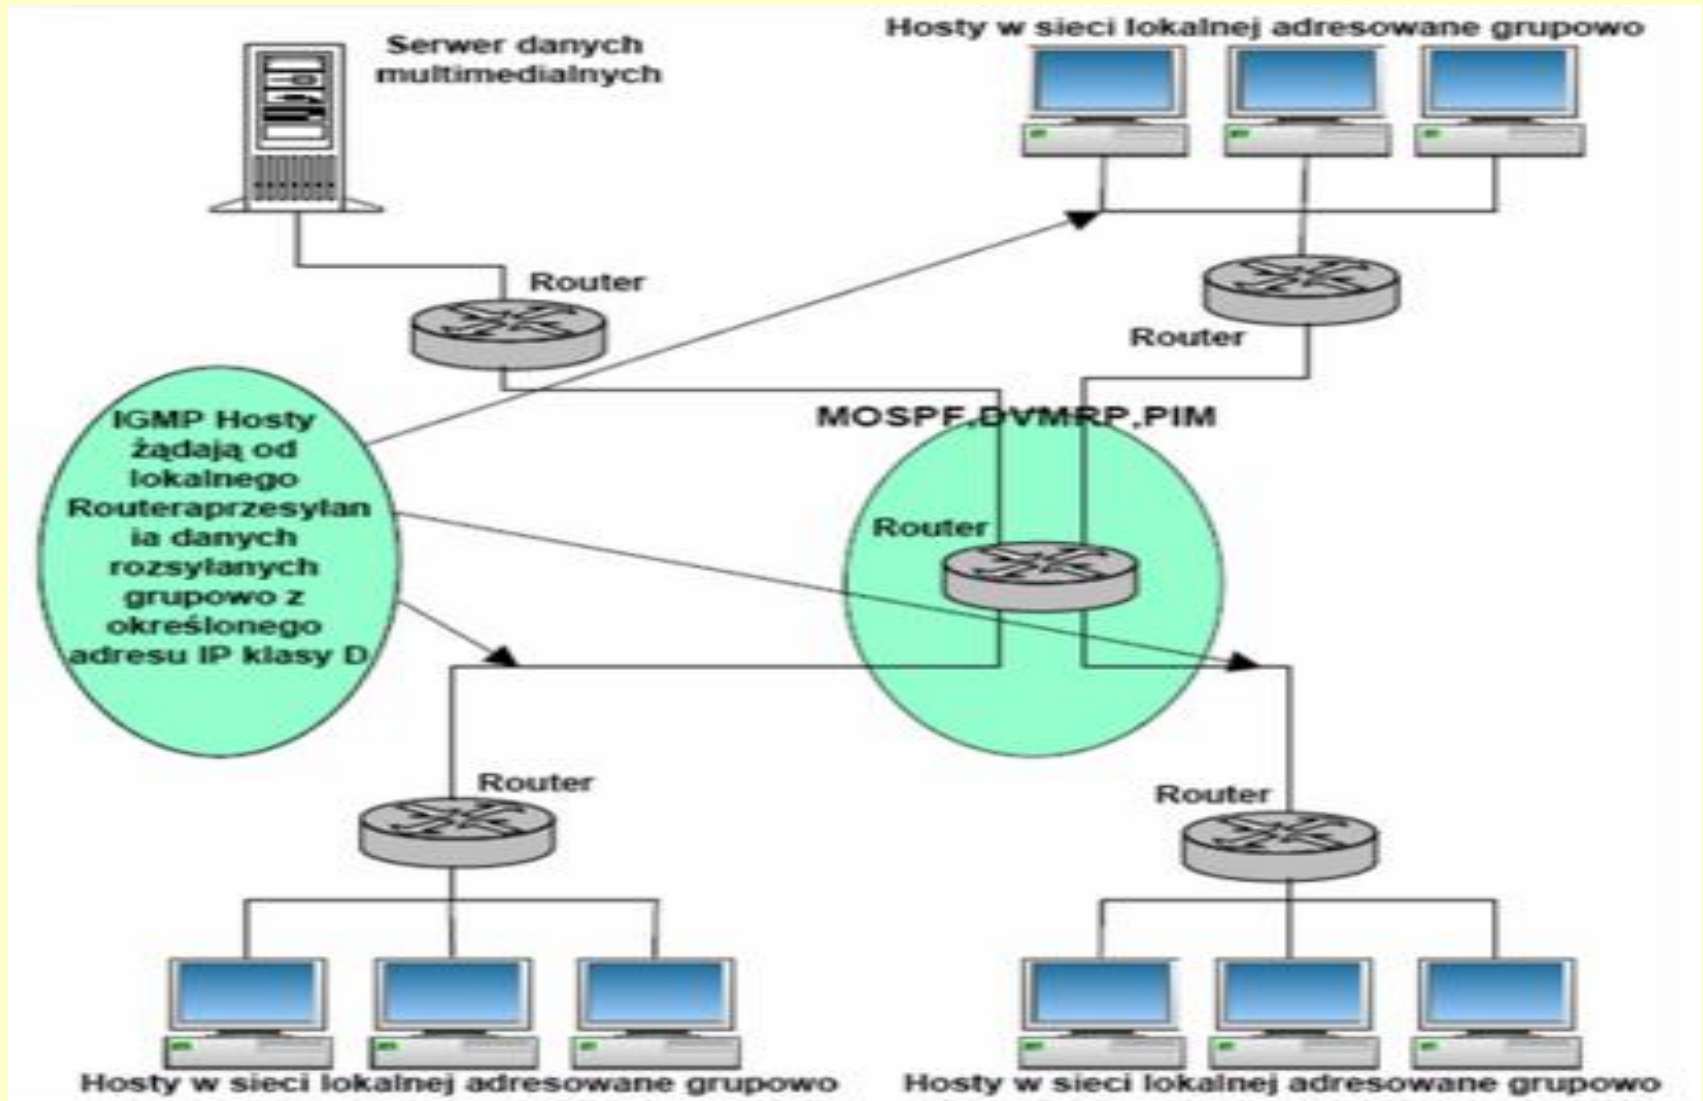 Hosty w sieci lokalnej adresowane grupowo
Serwer danych
multimedialnych
Router
Router
IGMP Hosty
żądają od
lokalnego
Routeraprzesyłan
ia danych
rozsyłanych
grupowo z
określonego
adresu IP klasy D
MOSPF,DVMRP,PIM
Router
Router
Router
Hosty w sieci lokalnej adresowane grupowo
Hosty w sieci lokalnej adresowane grupowo